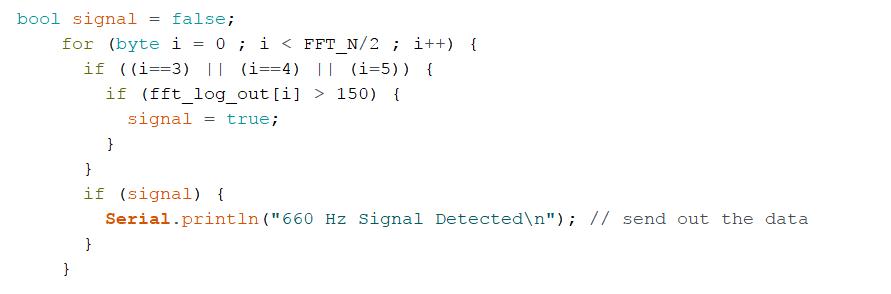 bool signal = false;
for (byte i = 0 ; i < FFT_N/2 ; i++) {
if ((i==3) || (i==4) || (i=5)) {
if (fft_log_out[i] > 150) {
signal = true;
}
}
if (signal) {
Serial.println("660 Hz Signal Detected\n"); // send out the data
}
}